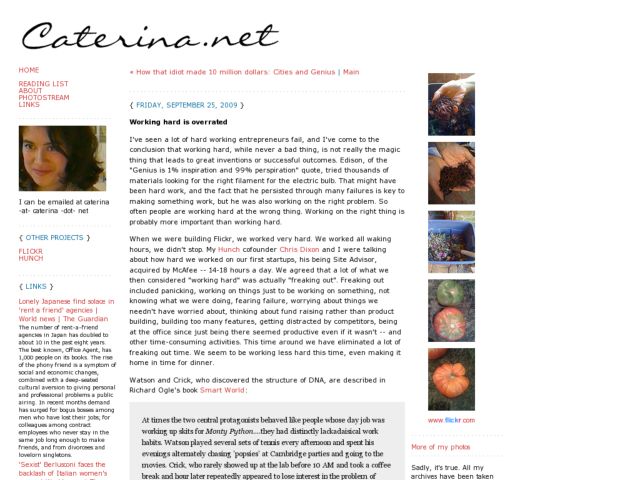 Caterina.net
HOME
READING LIST
ABOUT
PHOTOSTREAM
LINKS
I can be emailed at caterina
-at- caterina -dot- net
{ OTHER PROJECTS }
FLICKR
HUNCH
{ LINKS }
Lonely Japanese find solace in
'rent a friend' agencies |
World news | The Guardian
The number of rent-a-friend
agencies in Japan has doubled to
about 10 in the past eight years.
The best known, Office Agent, has
1,000 people on its books. The rise
of the phony friend is a symptom of
social and economic changes,
combined with a deep-seated
cultural aversion to giving personal
and professional problems a public
airing. In recent months demand
has surged for bogus bosses among
men who have lost their jobs, for
colleagues among contract
employees who never stay in the
same job long enough to make
friends, and from divorcees and
lovelorn singletons.
'Sexist' Berlusconi faces the
backlash of Italian women's
« How that idiot made 10 million dollars: Cities and Genius | Main
{ FRIDAY, SEPTEMBER 25, 2009 }
Working hard is overrated
I've seen a lot of hard working entrepreneurs fail, and I've come to the
conclusion that working hard, while never a bad thing, is not really the magic
thing that leads to great inventions or successful outcomes. Edison, of the
"Genius is 1% inspiration and 99% perspiration" quote, tried thousands of
materials looking for the right filament for the electric bulb. That might have
been hard work, and the fact that he persisted through many failures is key to
making something work, but he was also working on the right problem. So
often people are working hard at the wrong thing. Working on the right thing is
probably more important than working hard.
When we were building Flickr, we worked very hard. We worked all waking
hours, we didn't stop. My Hunch cofounder Chris Dixon and I were talking
about how hard we worked on our first startups, his being Site Advisor,
acquired by McAfee -- 14-18 hours a day. We agreed that a lot of what we
then considered "working hard" was actually "freaking out". Freaking out
included panicking, working on things just to be working on something, not
knowing what we were doing, fearing failure, worrying about things we
needn't have worried about, thinking about fund raising rather than product
building, building too many features, getting distracted by competitors, being
at the office since just being there seemed productive even if it wasn't -- and
other time-consuming activities. This time around we have eliminated a lot of
freaking out time. We seem to be working less hard this time, even making it
home in time for dinner.
Watson and Crick, who discovered the structure of DNA, are described in
Richard Ogle's book Smart World:
At times the two central protagonists behaved like people whose day job was
working up skits for Monty Python....they had distinctly lackadaisical work
habits. Watson played several sets of tennis every afternoon and spent his
evenings alternately chasing 'popsies' at Cambridge parties and going to the
movies. Crick, who rarely showed up at the lab before 10 AM and took a coffee
break and hour later repeatedly appeared to lose interest in the problem of
www.flickr.com
More of my photos
Sadly, it's true. All my
archives have been taken